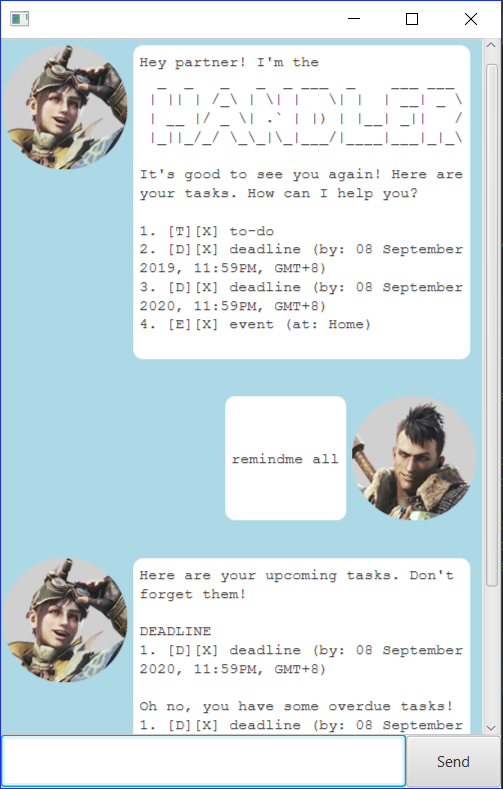 Hey partner! I'm the
HANDLER
It's good to see you again! Here are
your tasks. How can I help you?
1. [T][X] to-do
2. [D][X] deadline (by: 08 September
2019, 11:59PM, GMT+8)
3. [D][X] deadline (by: 08 September
2020, 11:59PM, GMT+8)
4. [E][X] event (at: Home)
remindme all
Here are your upcoming tasks. Don't
forget them!
DEADLINE
1. [D][X] deadline (by: 08 September
2020, 11:59PM, GMT+8)
Oh no, you have some overdue tasks!
1. [D][X] deadline (by: 08 September
Send